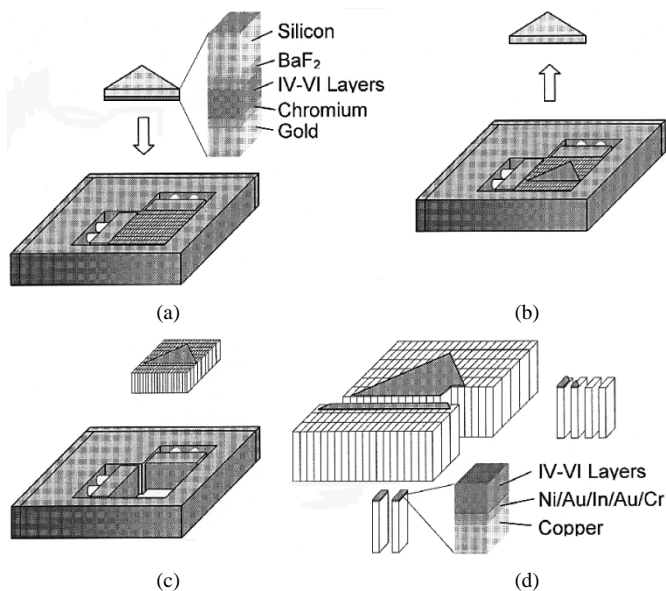 Silicon
BaF₂
IV-VI Layers
Chromium
Gold
(a)
(b)
(c)
IV-VI Layers
Ni/Au/In/Au/Cr
Copper
(d)